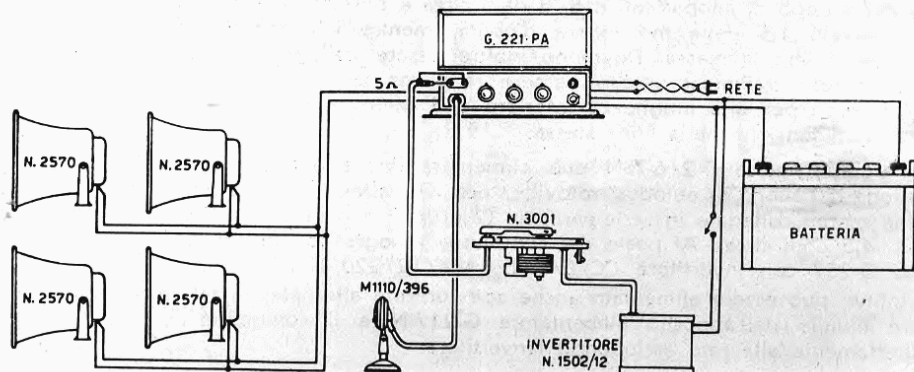 G. 221-PA
5Ω
RETE
N. 2570
N. 2570
N. 3001
BATTERIA
M1110/396
N. 2570
N. 2570
INVERTITORE
N. 1502/12